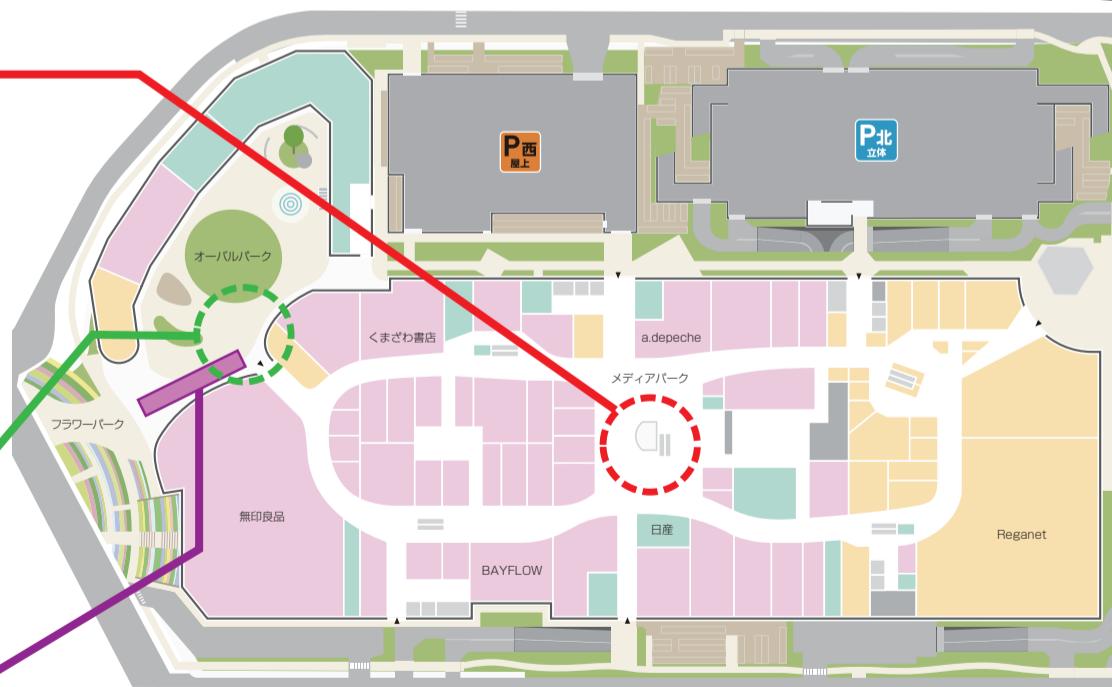 P西
屋上
P北
立体
オーバルパーク
くまざわ書店
a.depeche
メディアパーク
フラワーパーク
無印良品
日産
Reganet
BAYFLOW